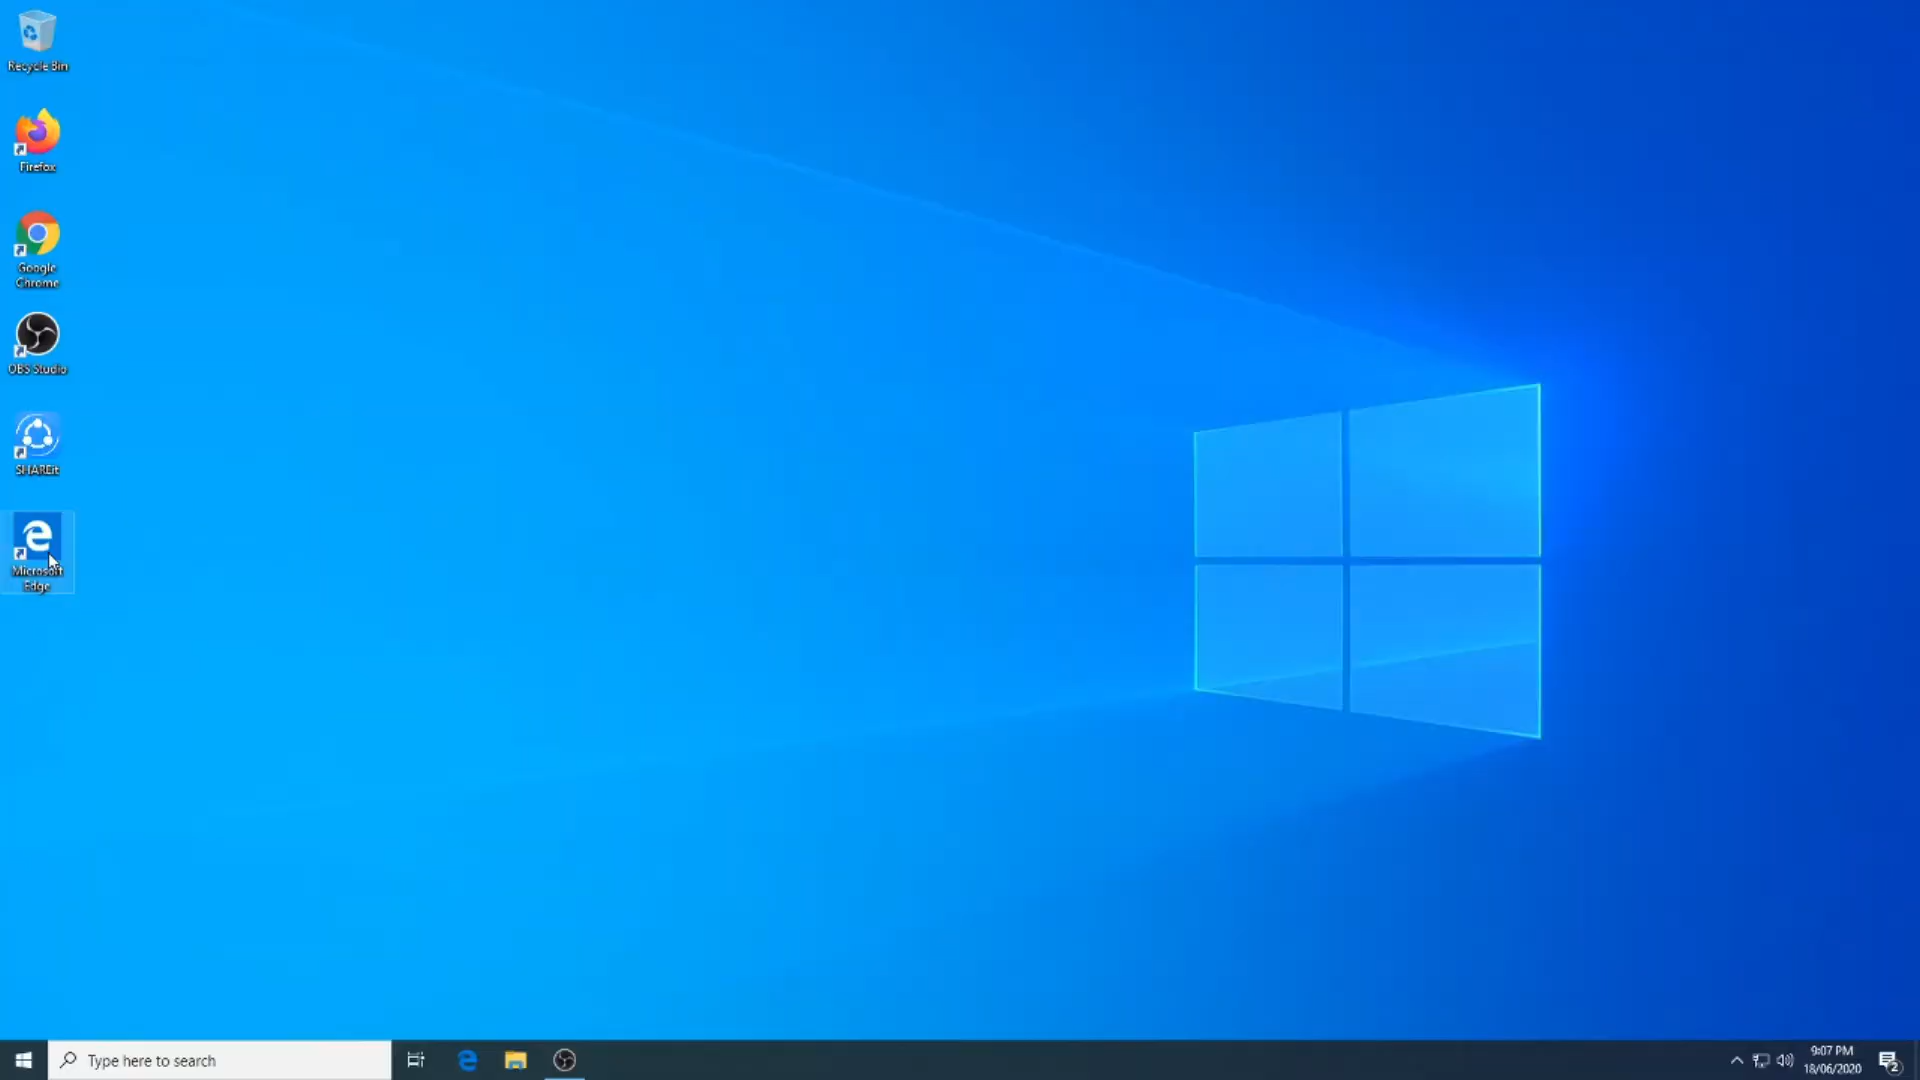 Recycle Bin
Firefox
Google
Chrome
OBS Studio
SHAREit
Microsoft
Edge
Type here to search
9:07 PM
18/06/2020
2